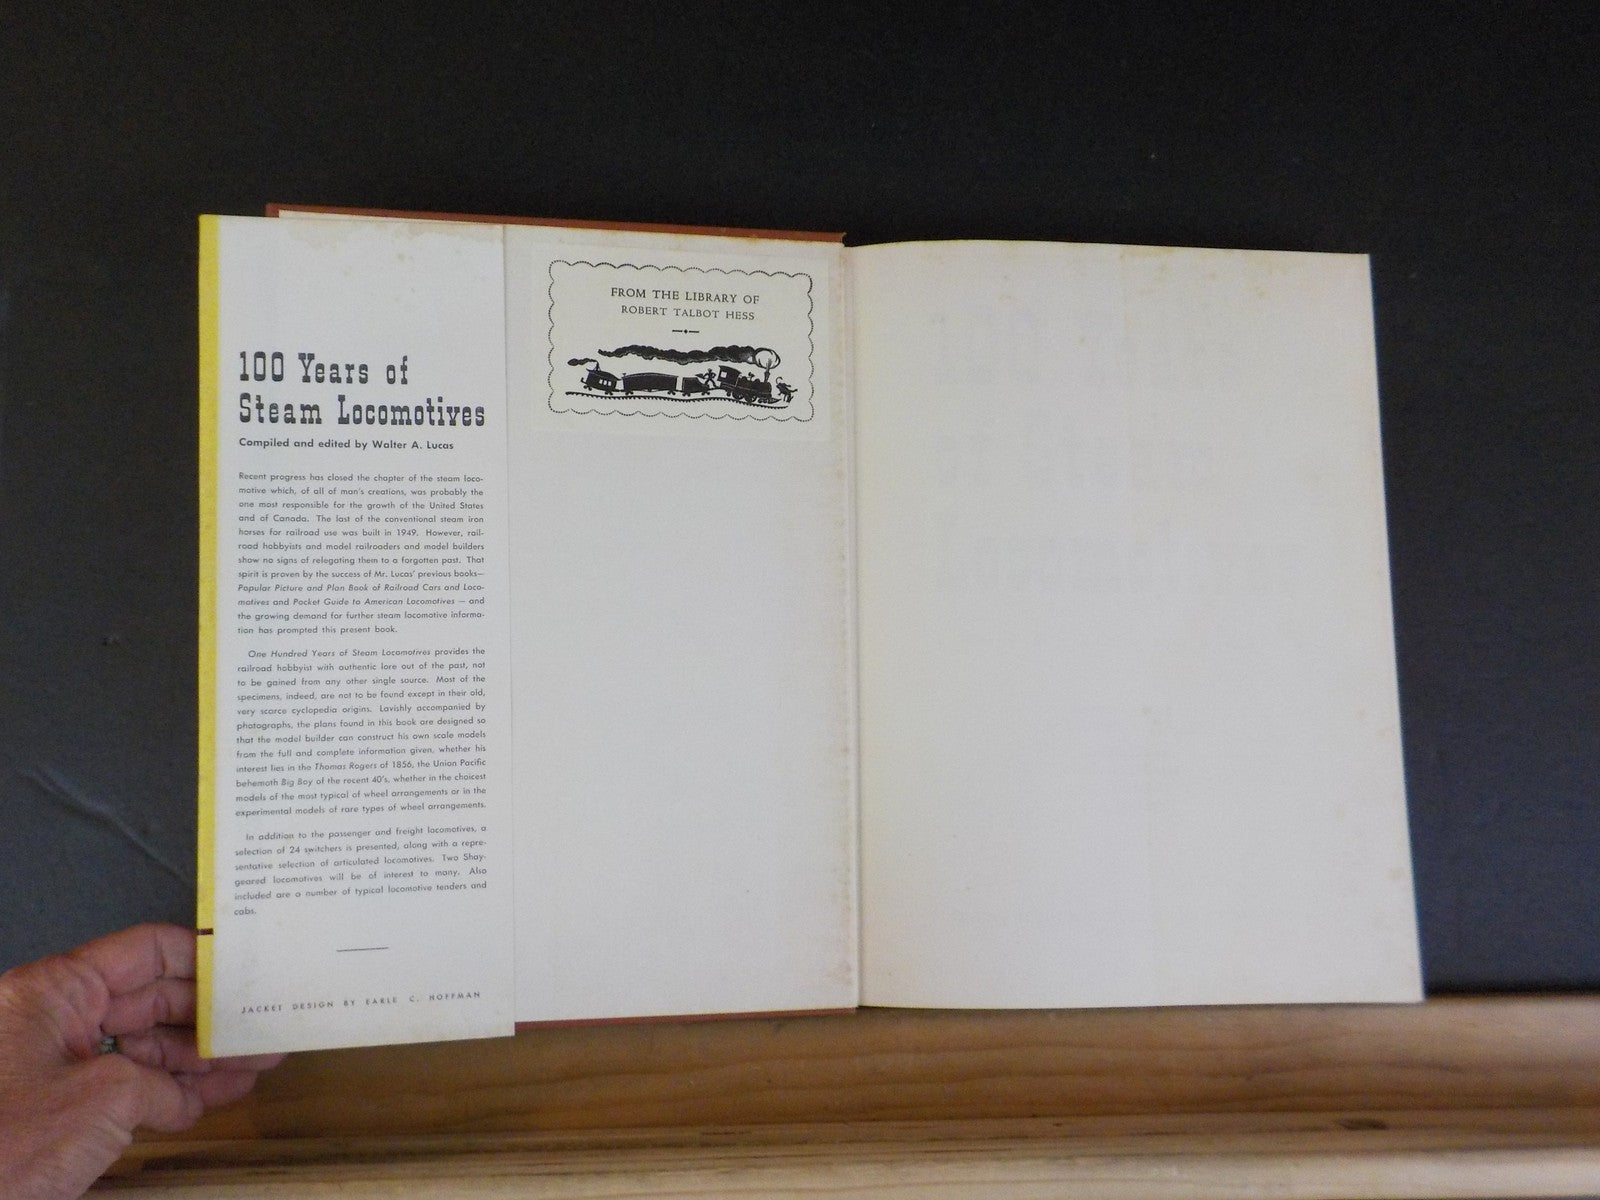 100 Years of
Steam Locomotives
Compiled and edited by Walter A. Lucas
Recent progress has closed the chapter of the steam loco-
motive which, of all of man's creations, was probably the
one most responsible for the growth of the United States
and of Canada. The last of the conventional steam iron
horses for railroad use was built in 1949. However, rail-
road hobbyists and model railroaders and model builders
show no signs of relegating them to a forgotten past. That
spirit is proven by the success of Mr. Lucas' previous books—
Popular Picture and Plan Book of Railroad Cars and Loco-
motives and Pocket Guide to American Locomotives — and
the growing demand for further steam locomotive informa-
tion has prompted this present book.
One Hundred Years of Steam Locomotives provides the
railroad hobbyist with authentic lore out of the past, not
to be gained from any other single source. Most of the
specimens, indeed, are not to be found except in their old,
very scarce cyclopedia origins. Lavishly accompanied by
photographs, the plans found in this book are designed so
that the model builder can construct his own scale models
from the full and complete information given, whether his
interest lies in the Thomas Rogers of 1856, the Union Pacific
behemoth Big Boy of the recent 40's, whether in the choicest
models of the most typical of wheel arrangements or in the
experimental models of rare types of wheel arrangements.
In addition to the passenger and freight locomotives, a
selection of 24 switchers is presented, along with a repre-
sentative selection of articulated locomotives. Two Shay-
geared locomotives will be of interest to many. Also
included are a number of typical locomotive tenders and
cabs.
JACKET DESIGN BY EARLE C. HOFFMAN
FROM THE LIBRARY OF
ROBERT TALBOT HESS